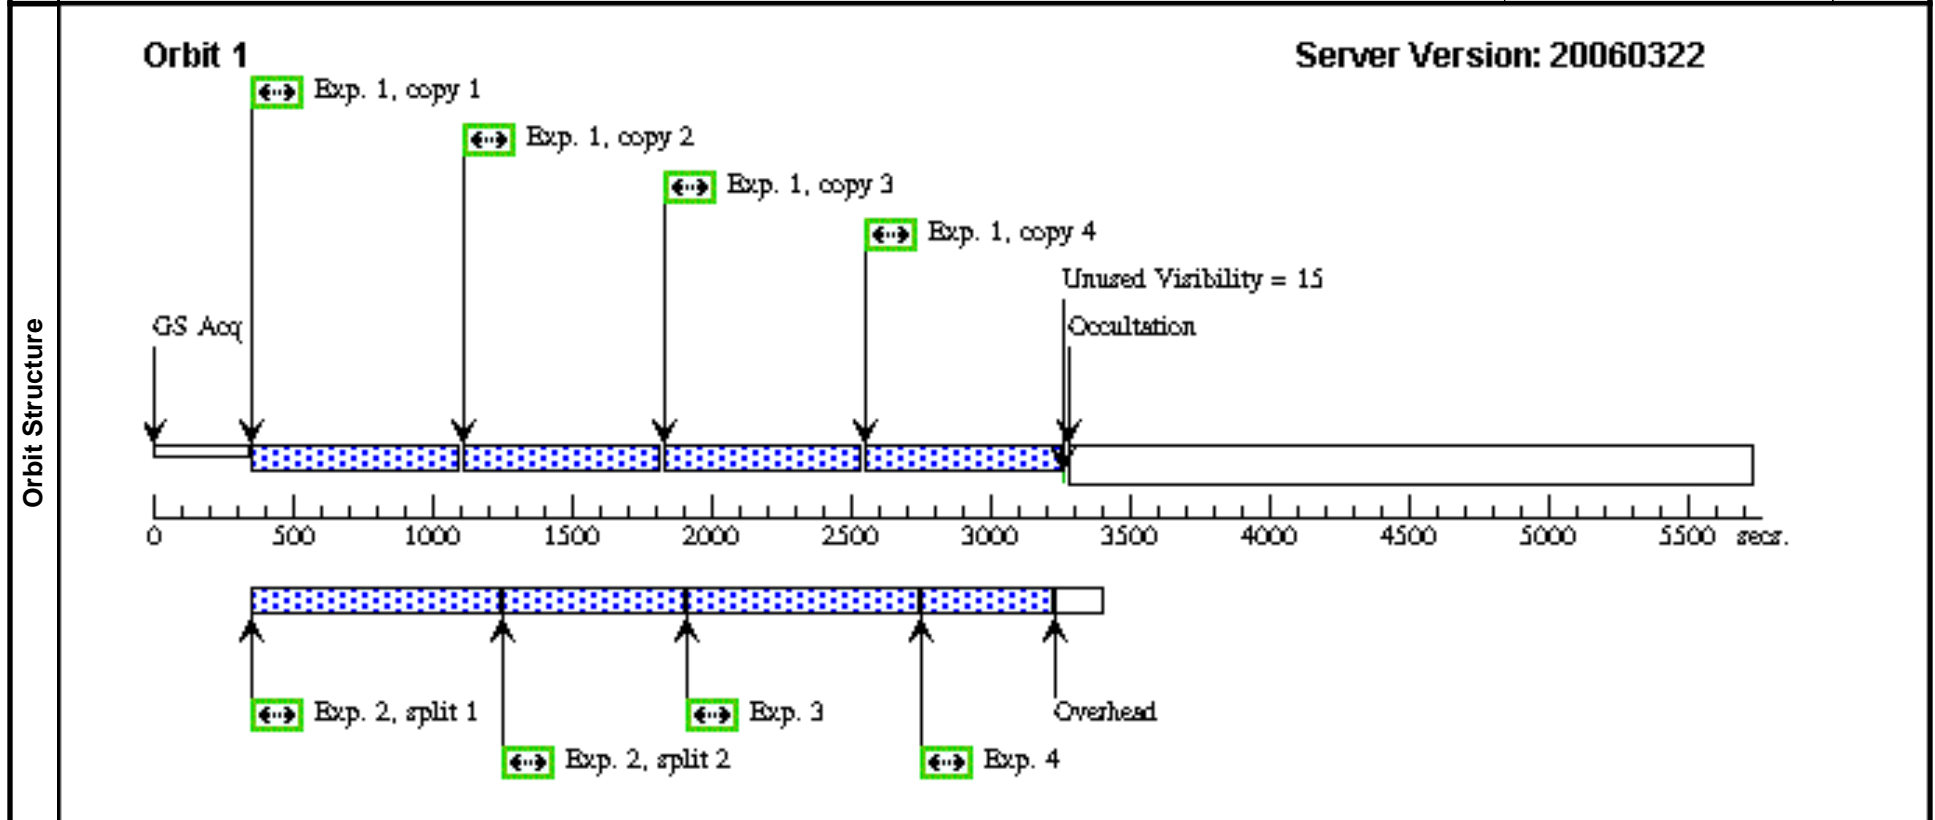 Orbit Structure
Orbit 1
Server Version: 20060322
Exp. 1, copy 1
Exp. 1, copy 2
Exp. 1, copy 3
Exp. 1, copy 4
Unused Visibility = 15
GS Acq
Occultation
0 500 1000 1500 2000 2500 3000 3500 4000 4500 5000 5500 secs.
Exp. 2, split 1
Exp. 3
Overhead
Exp. 2, split 2
Exp. 4